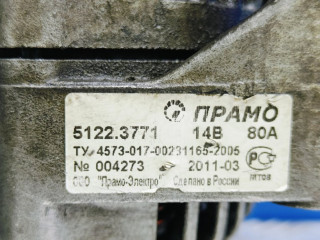 ПРАМО
5122.3771 14В 80А
ТУ 4573-017-00231165-2005
№ 004273 2011-03
ООО "Прамо-Электро" Сделано в России